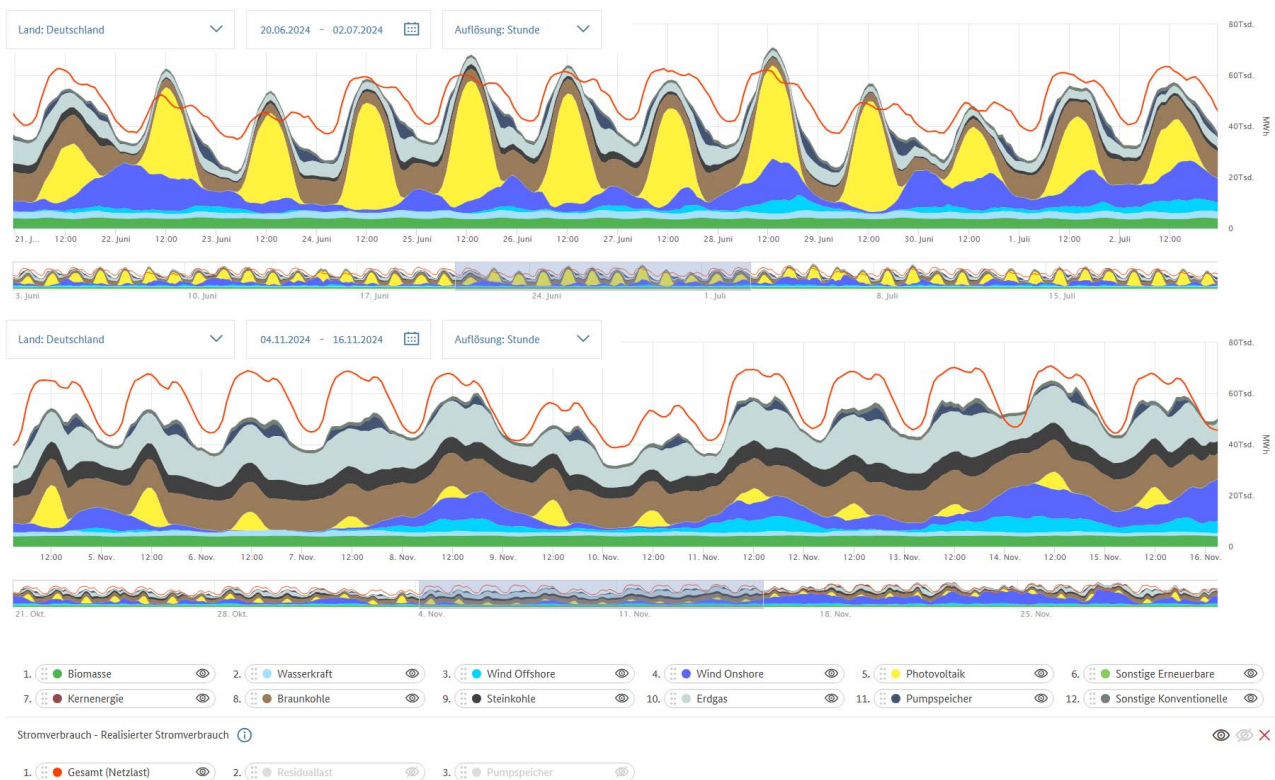 Land: Deutschland 20.06.2024 - 02.07.2024 Auflösung: Stunde
80Tsd.
60Tsd.
40Tsd.
MWh
20Tsd.
0
21. J... 12:00 22. Juni 12:00 23. Juni 12:00 24. Juni 12:00 25. Juni 12:00 26. Juni 12:00 27. Juni 12:00 28. Juni 12:00 29. Juni 12:00 30. Juni 12:00 1. Juli 12:00 2. Juli 12:00
3. Juni 10. Juni 17. Juni 24. Juni 1. Juli 8. Juli 15. Juli
Land: Deutschland 04.11.2024 - 16.11.2024 Auflösung: Stunde
80Tsd.
60Tsd.
40Tsd.
MWh
20Tsd.
0
12:00 5. Nov. 12:00 6. Nov. 12:00 7. Nov. 12:00 8. Nov. 12:00 9. Nov. 12:00 10. Nov. 12:00 11. Nov. 12:00 12. Nov. 12:00 13. Nov. 12:00 14. Nov. 12:00 15. Nov. 12:00 16. Nov.
21. Okt. 28. Okt. 4. Nov. 11. Nov. 18. Nov. 25. Nov.
1. Biomasse 2. Wasserkraft 3. Wind Offshore 4. Wind Onshore 5. Photovoltaik 6. Sonstige Erneuerbare
7. Kernenergie 8. Braunkohle 9. Steinkohle 10. Erdgas 11. Pumpspeicher 12. Sonstige Konventionelle
Stromverbrauch - Realisierter Stromverbrauch
1. Gesamt (Netzlast) 2. Residuallast 3. Pumpspeicher